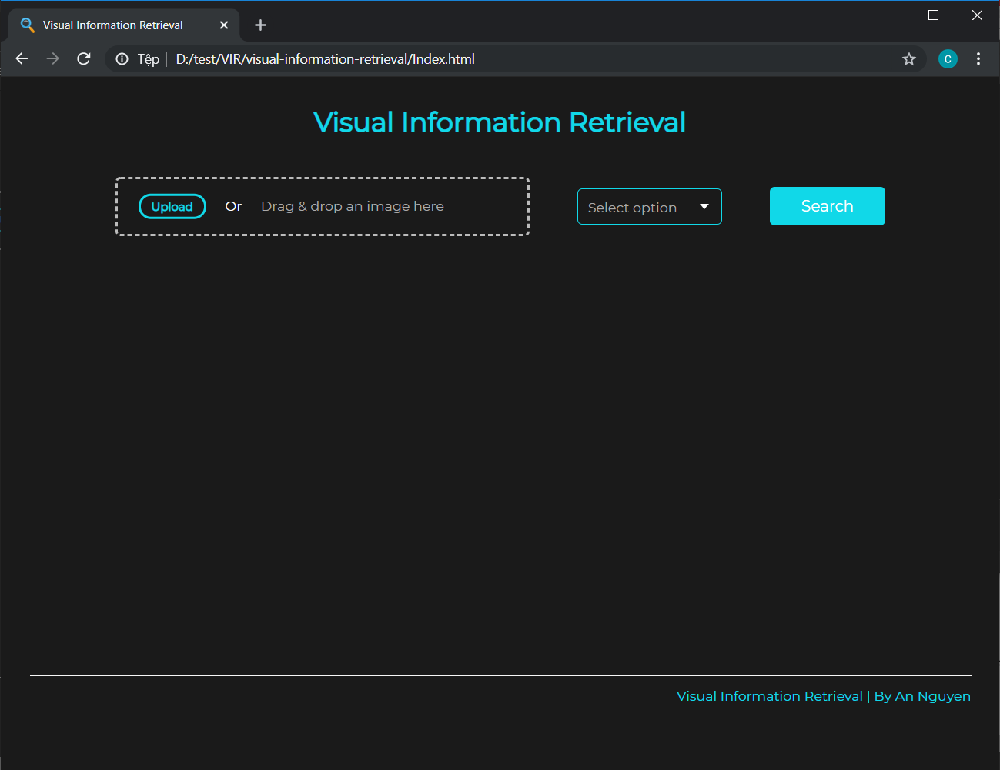 Visual Information Retrieval
Tệp | D:/test/VIR/visual-information-retrieval/Index.html
C
Visual Information Retrieval
Upload Or Drag & drop an image here
Select option
Search
Visual Information Retrieval | By An Nguyen